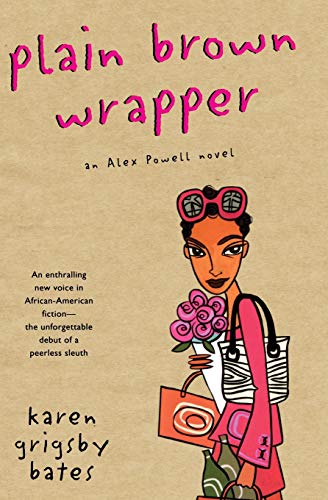 plain brown
wrapper
an Alex Powell novel
An enthralling
new voice in
African-American
fiction—
the unforgettable
debut of a
peerless sleuth
karen
grigsby
bates